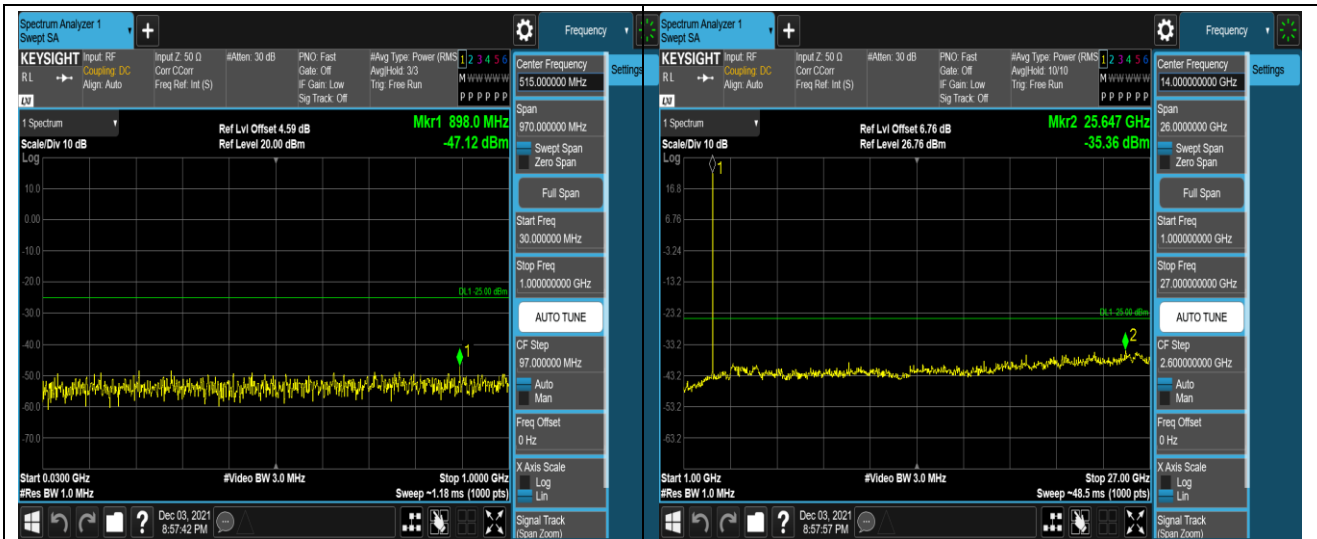 Spectrum Analyzer 1
Swept SA
Frequency
KEYSIGHT
RL
LXI
Input: RF
Coupling: DC
Align: Auto
Input Z: 50 Ω
Corr CCorr
Freq Ref: Int (S)
#Atten: 30 dB
PNO: Fast
Gate: Off
IF Gain: Low
Sig Track: Off
#Avg Type: Power (RMS
Avg|Hold: 3/3
Trig: Free Run
1 2 3 4 5 6
M W W W W W
P P P P P P
Center Frequency
515.000000 MHz
Settings
1 Spectrum
Scale/Div 10 dB
Log
Ref Lvl Offset 4.59 dB
Ref Level 20.00 dBm
Mkr1 898.0 MHz
-47.12 dBm
Span
970.000000 MHz
Swept Span
Zero Span
Full Span
Start Freq
30.000000 MHz
Stop Freq
1.000000000 GHz
AUTO TUNE
CF Step
97.000000 MHz
Auto
Man
Freq Offset
0 Hz
X Axis Scale
Log
Lin
Signal Track
(Span Zoom)
10.0
0.00
-10.0
-20.0
-30.0
-40.0
-50.0
-60.0
-70.0
DL1 -25.00 dBm
1
Start 0.0300 GHz
#Res BW 1.0 MHz
#Video BW 3.0 MHz
Stop 1.0000 GHz
Sweep ~1.18 ms (1000 pts)
?
Dec 03, 2021
8:57:42 PM
Spectrum Analyzer 1
Swept SA
Frequency
KEYSIGHT
RL
LXI
Input: RF
Coupling: DC
Align: Auto
Input Z: 50 Ω
Corr CCorr
Freq Ref: Int (S)
#Atten: 30 dB
PNO: Fast
Gate: Off
IF Gain: Low
Sig Track: Off
#Avg Type: Power (RMS
Avg|Hold: 10/10
Trig: Free Run
1 2 3 4 5 6
M W W W W W
P P P P P P
Center Frequency
14.000000000 GHz
Settings
1 Spectrum
Scale/Div 10 dB
Log
Ref Lvl Offset 6.76 dB
Ref Level 26.76 dBm
Mkr2 25.647 GHz
-35.36 dBm
Span
26.0000000 GHz
Swept Span
Zero Span
Full Span
Start Freq
1.000000000 GHz
Stop Freq
27.000000000 GHz
AUTO TUNE
CF Step
2.600000000 GHz
Auto
Man
Freq Offset
0 Hz
X Axis Scale
Log
Lin
Signal Track
(Span Zoom)
1
16.8
6.76
-3.24
-13.2
-23.2
-33.2
-43.2
-53.2
-63.2
DL1 -25.00 dBm
2
Start 1.00 GHz
#Res BW 1.0 MHz
#Video BW 3.0 MHz
Stop 27.00 GHz
Sweep ~48.5 ms (1000 pts)
?
Dec 03, 2021
8:57:57 PM